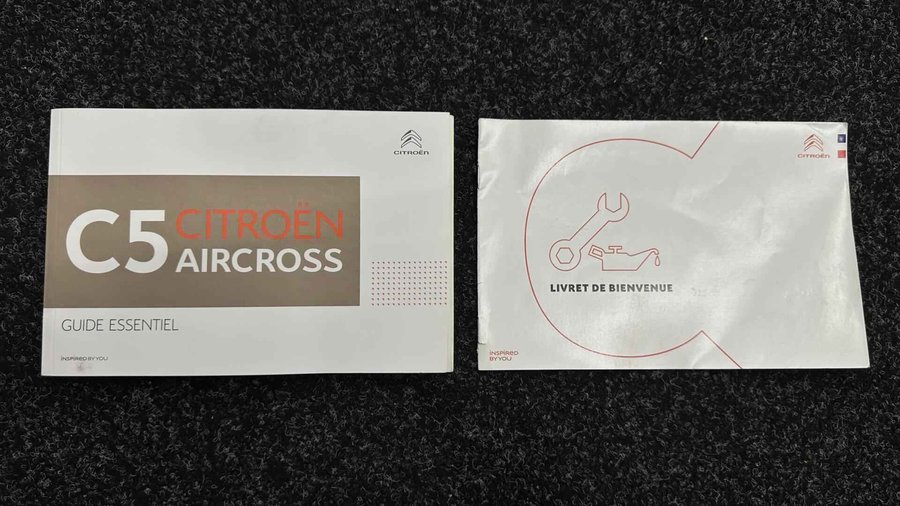 CITROËN
C5 CITROËN
AIRCROSS
GUIDE ESSENTIEL
INSPIRED BY YOU
CITROËN
LIVRET DE BIENVENUE
INSPIRED
BY YOU